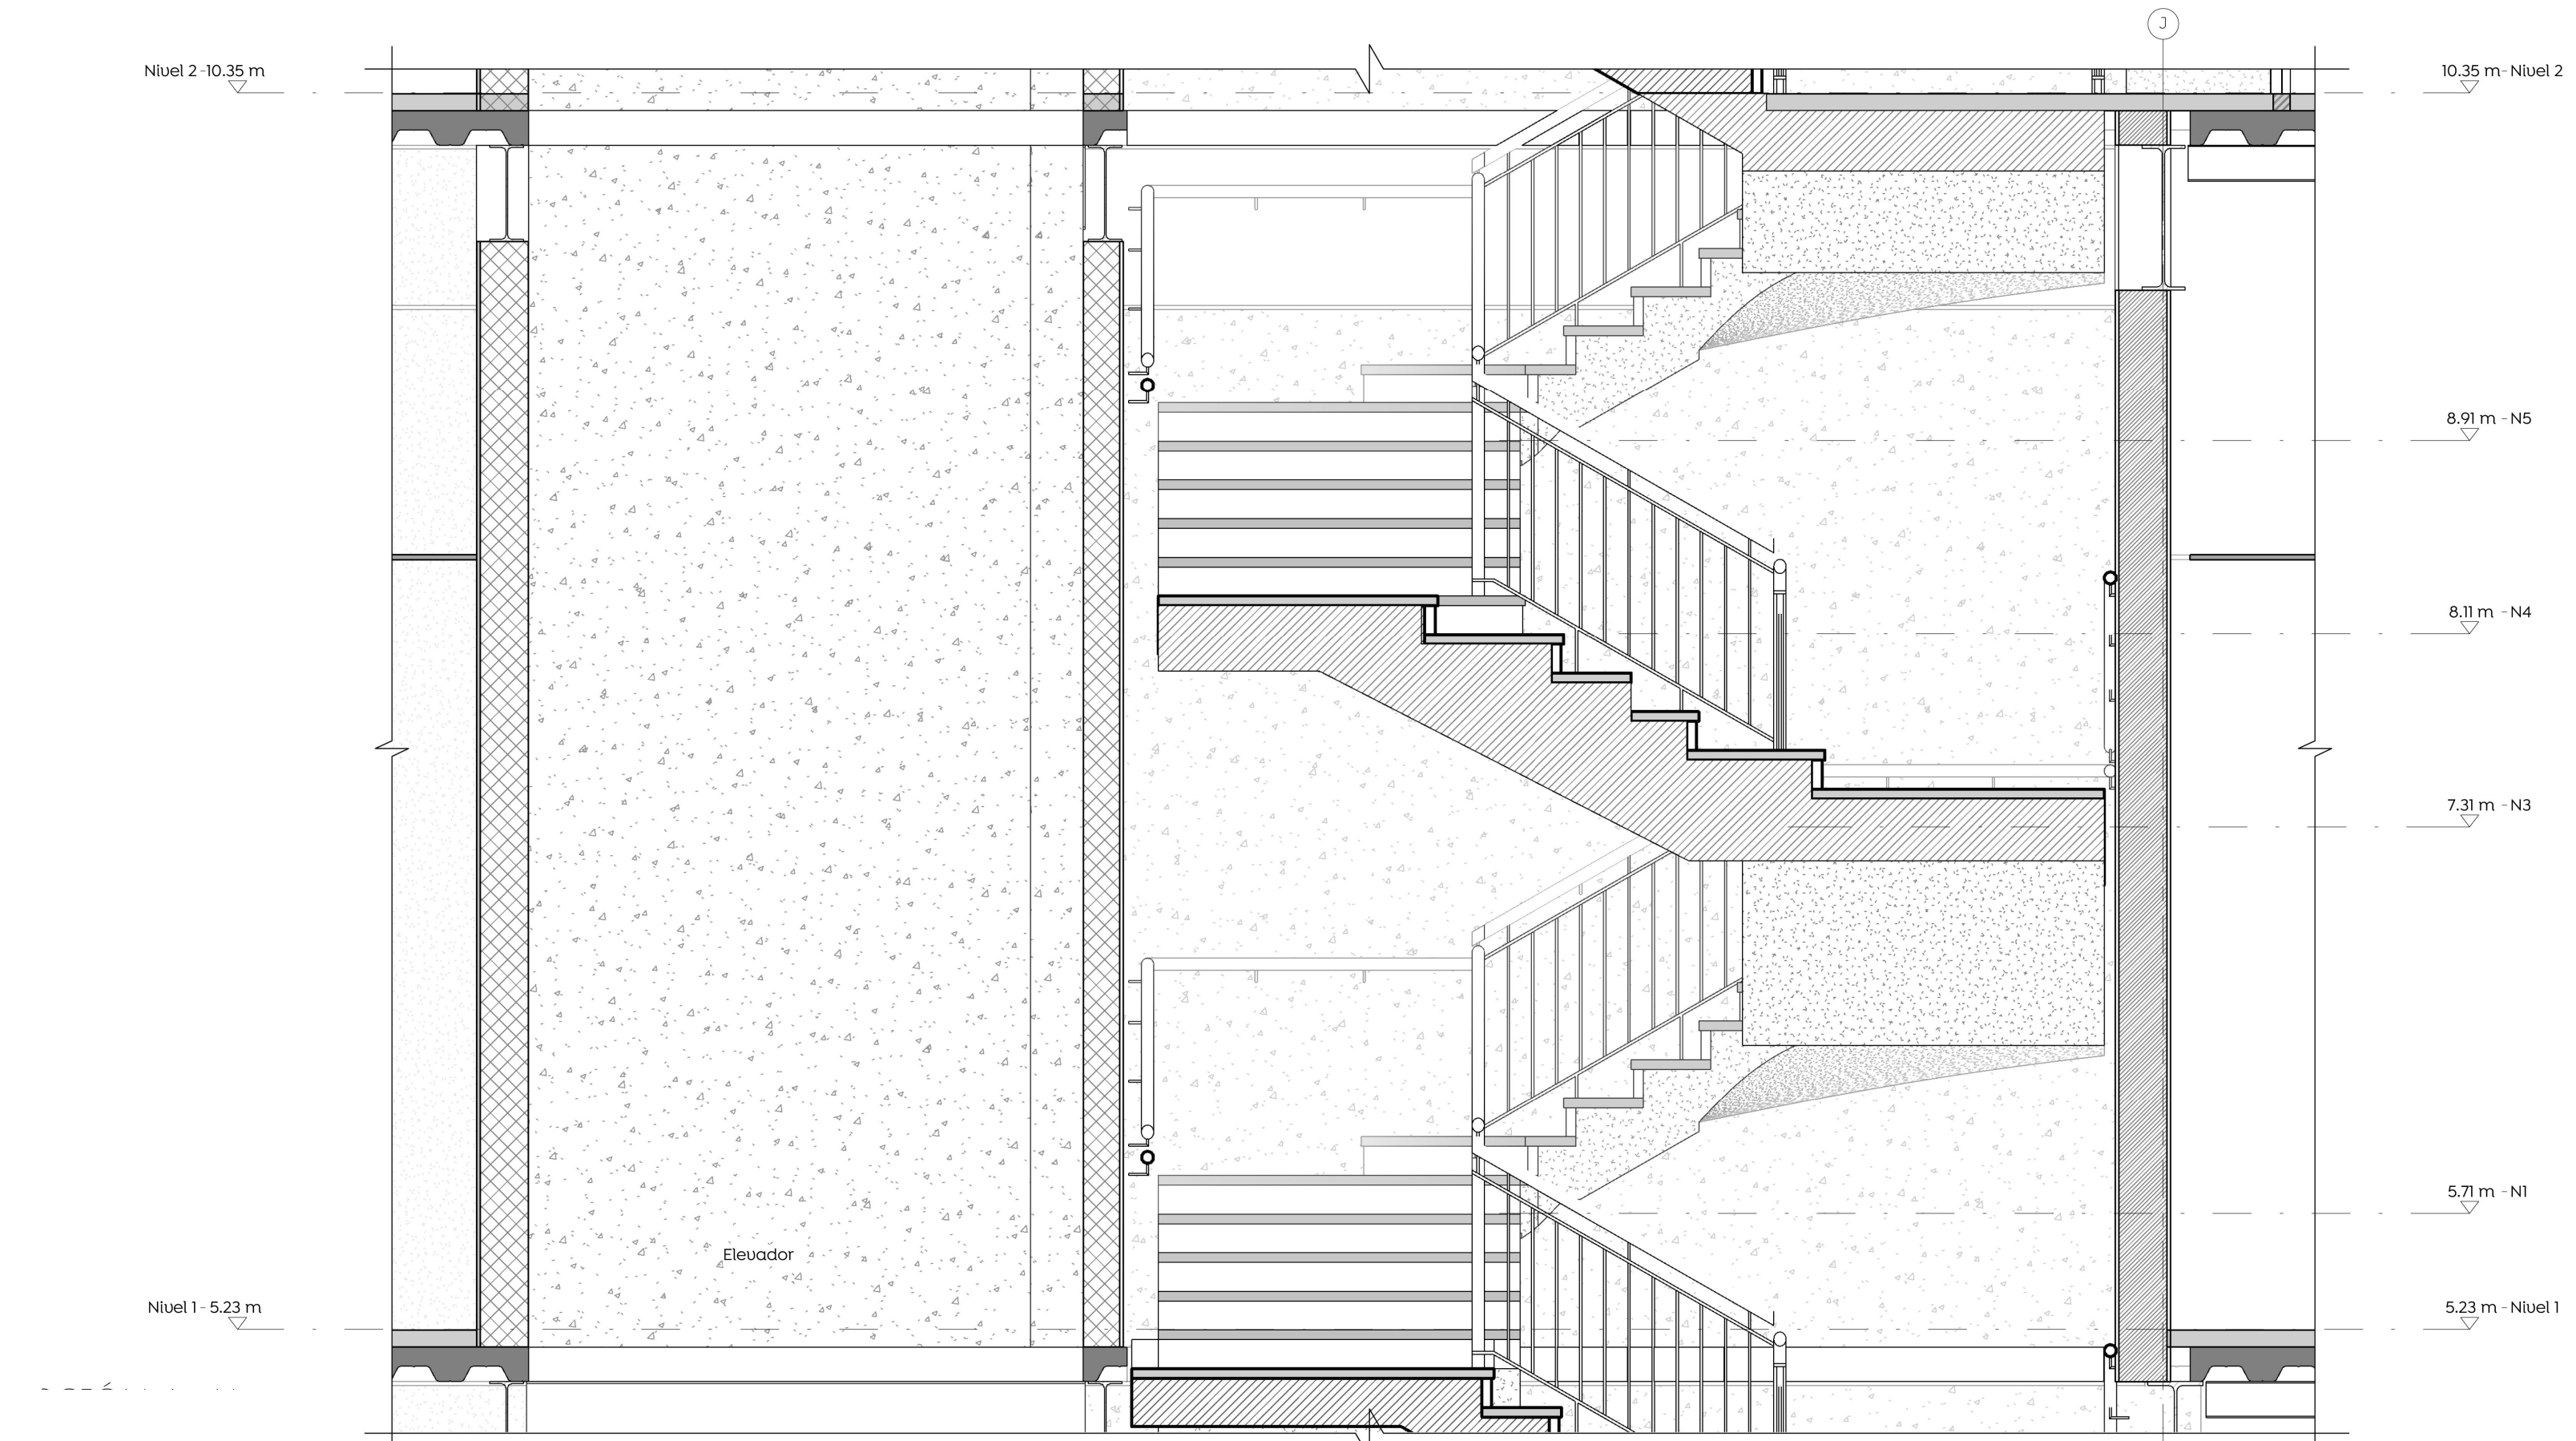 J
Nivel 2 - 10.35 m
10.35 m - Nivel 2
8.91 m - N5
8.11 m - N4
7.31 m - N3
5.71 m - N1
Elevador
Nivel 1 - 5.23 m
5.23 m - Nivel 1